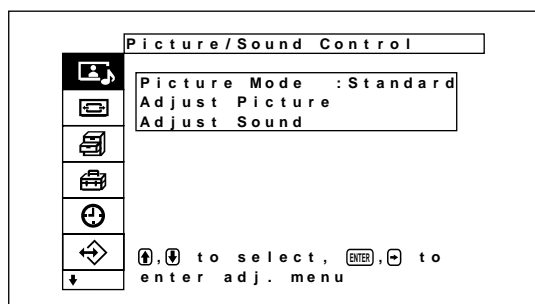 Picture/Sound Control
Picture Mode :Standard
Adjust Picture
Adjust Sound
↑,↓ to select, ENTER,→ to
enter adj. menu